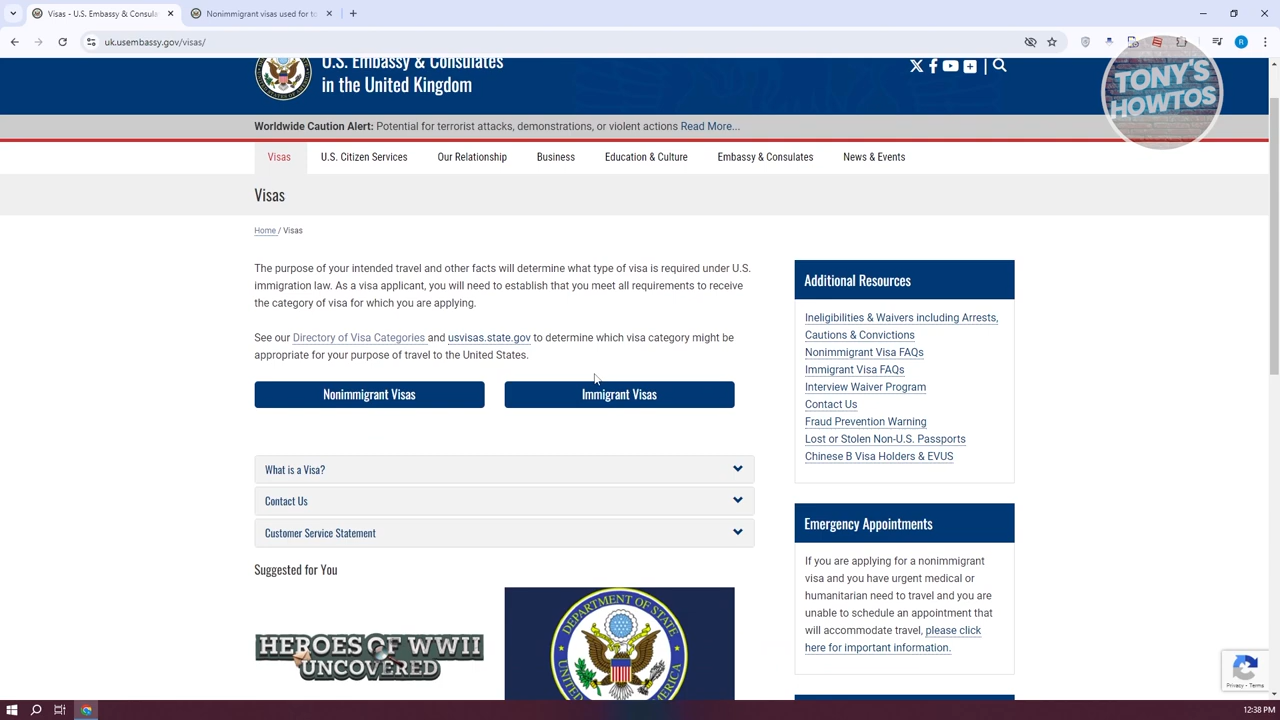 Visas - U.S. Embassy & Consula
Nonimmigrant visas used for to
uk.usembassy.gov/visas/
R
U.S. Embassy & Consulates
in the United Kingdom
TONY'S
HOWTOS
Worldwide Caution Alert: Potential for terrorist attacks, demonstrations, or violent actions Read More...
Visas U.S. Citizen Services Our Relationship Business Education & Culture Embassy & Consulates News & Events
Visas
Home / Visas
The purpose of your intended travel and other facts will determine what type of visa is required under U.S.
immigration law. As a visa applicant, you will need to establish that you meet all requirements to receive
the category of visa for which you are applying.
See our Directory of Visa Categories and usvisas.state.gov to determine which visa category might be
appropriate for your purpose of travel to the United States.
Nonimmigrant Visas
Immigrant Visas
What is a Visa?
Contact Us
Customer Service Statement
Suggested for You
HEROES OF WWII
UNCOVERED
DEPARTMENT OF STATE
Additional Resources
Ineligibilities & Waivers including Arrests,
Cautions & Convictions
Nonimmigrant Visa FAQs
Immigrant Visa FAQs
Interview Waiver Program
Contact Us
Fraud Prevention Warning
Lost or Stolen Non-U.S. Passports
Chinese B Visa Holders & EVUS
Emergency Appointments
If you are applying for a nonimmigrant
visa and you have urgent medical or
humanitarian need to travel and you are
unable to schedule an appointment that
will accommodate travel, please click
here for important information.
Privacy - Terms
12:38 PM